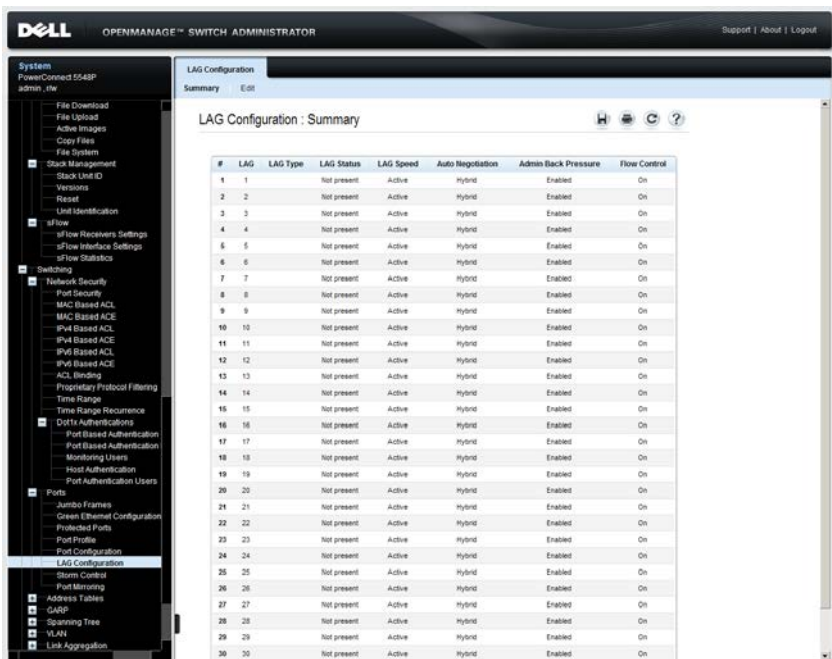 DELL OPENMANAGE™ SWITCH ADMINISTRATOR
Support | About | Logout
System
PowerConnect 5548P
admin , r/w
File Download
File Upload
Active Images
Copy Files
File System
Stack Management
Stack Unit ID
Versions
Reset
Unit Identification
sFlow
sFlow Receivers Settings
sFlow Interface Settings
sFlow Statistics
Switching
Network Security
Port Security
MAC Based ACL
MAC Based ACE
IPv4 Based ACL
IPv4 Based ACE
IPv6 Based ACL
IPv6 Based ACE
ACL Binding
Proprietary Protocol Filtering
Time Range
Time Range Recurrence
Dot1x Authentications
Port Based Authentication
Port Based Authentication
Monitoring Users
Host Authentication
Port Authentication Users
Ports
Jumbo Frames
Green Ethernet Configuration
Protected Ports
Port Profile
Port Configuration
LAG Configuration
Storm Control
Port Mirroring
Address Tables
GARP
Spanning Tree
VLAN
Link Aggregation
LAG Configuration
Summary Edit
LAG Configuration : Summary
# LAG LAG Type LAG Status LAG Speed Auto Negotiation Admin Back Pressure Flow Control
1 1 Not present Active Hybrid Enabled On
2 2 Not present Active Hybrid Enabled On
3 3 Not present Active Hybrid Enabled On
4 4 Not present Active Hybrid Enabled On
5 5 Not present Active Hybrid Enabled On
6 6 Not present Active Hybrid Enabled On
7 7 Not present Active Hybrid Enabled On
8 8 Not present Active Hybrid Enabled On
9 9 Not present Active Hybrid Enabled On
10 10 Not present Active Hybrid Enabled On
11 11 Not present Active Hybrid Enabled On
12 12 Not present Active Hybrid Enabled On
13 13 Not present Active Hybrid Enabled On
14 14 Not present Active Hybrid Enabled On
15 15 Not present Active Hybrid Enabled On
16 16 Not present Active Hybrid Enabled On
17 17 Not present Active Hybrid Enabled On
18 18 Not present Active Hybrid Enabled On
19 19 Not present Active Hybrid Enabled On
20 20 Not present Active Hybrid Enabled On
21 21 Not present Active Hybrid Enabled On
22 22 Not present Active Hybrid Enabled On
23 23 Not present Active Hybrid Enabled On
24 24 Not present Active Hybrid Enabled On
25 25 Not present Active Hybrid Enabled On
26 26 Not present Active Hybrid Enabled On
27 27 Not present Active Hybrid Enabled On
28 28 Not present Active Hybrid Enabled On
29 29 Not present Active Hybrid Enabled On
30 30 Not present Active Hybrid Enabled On